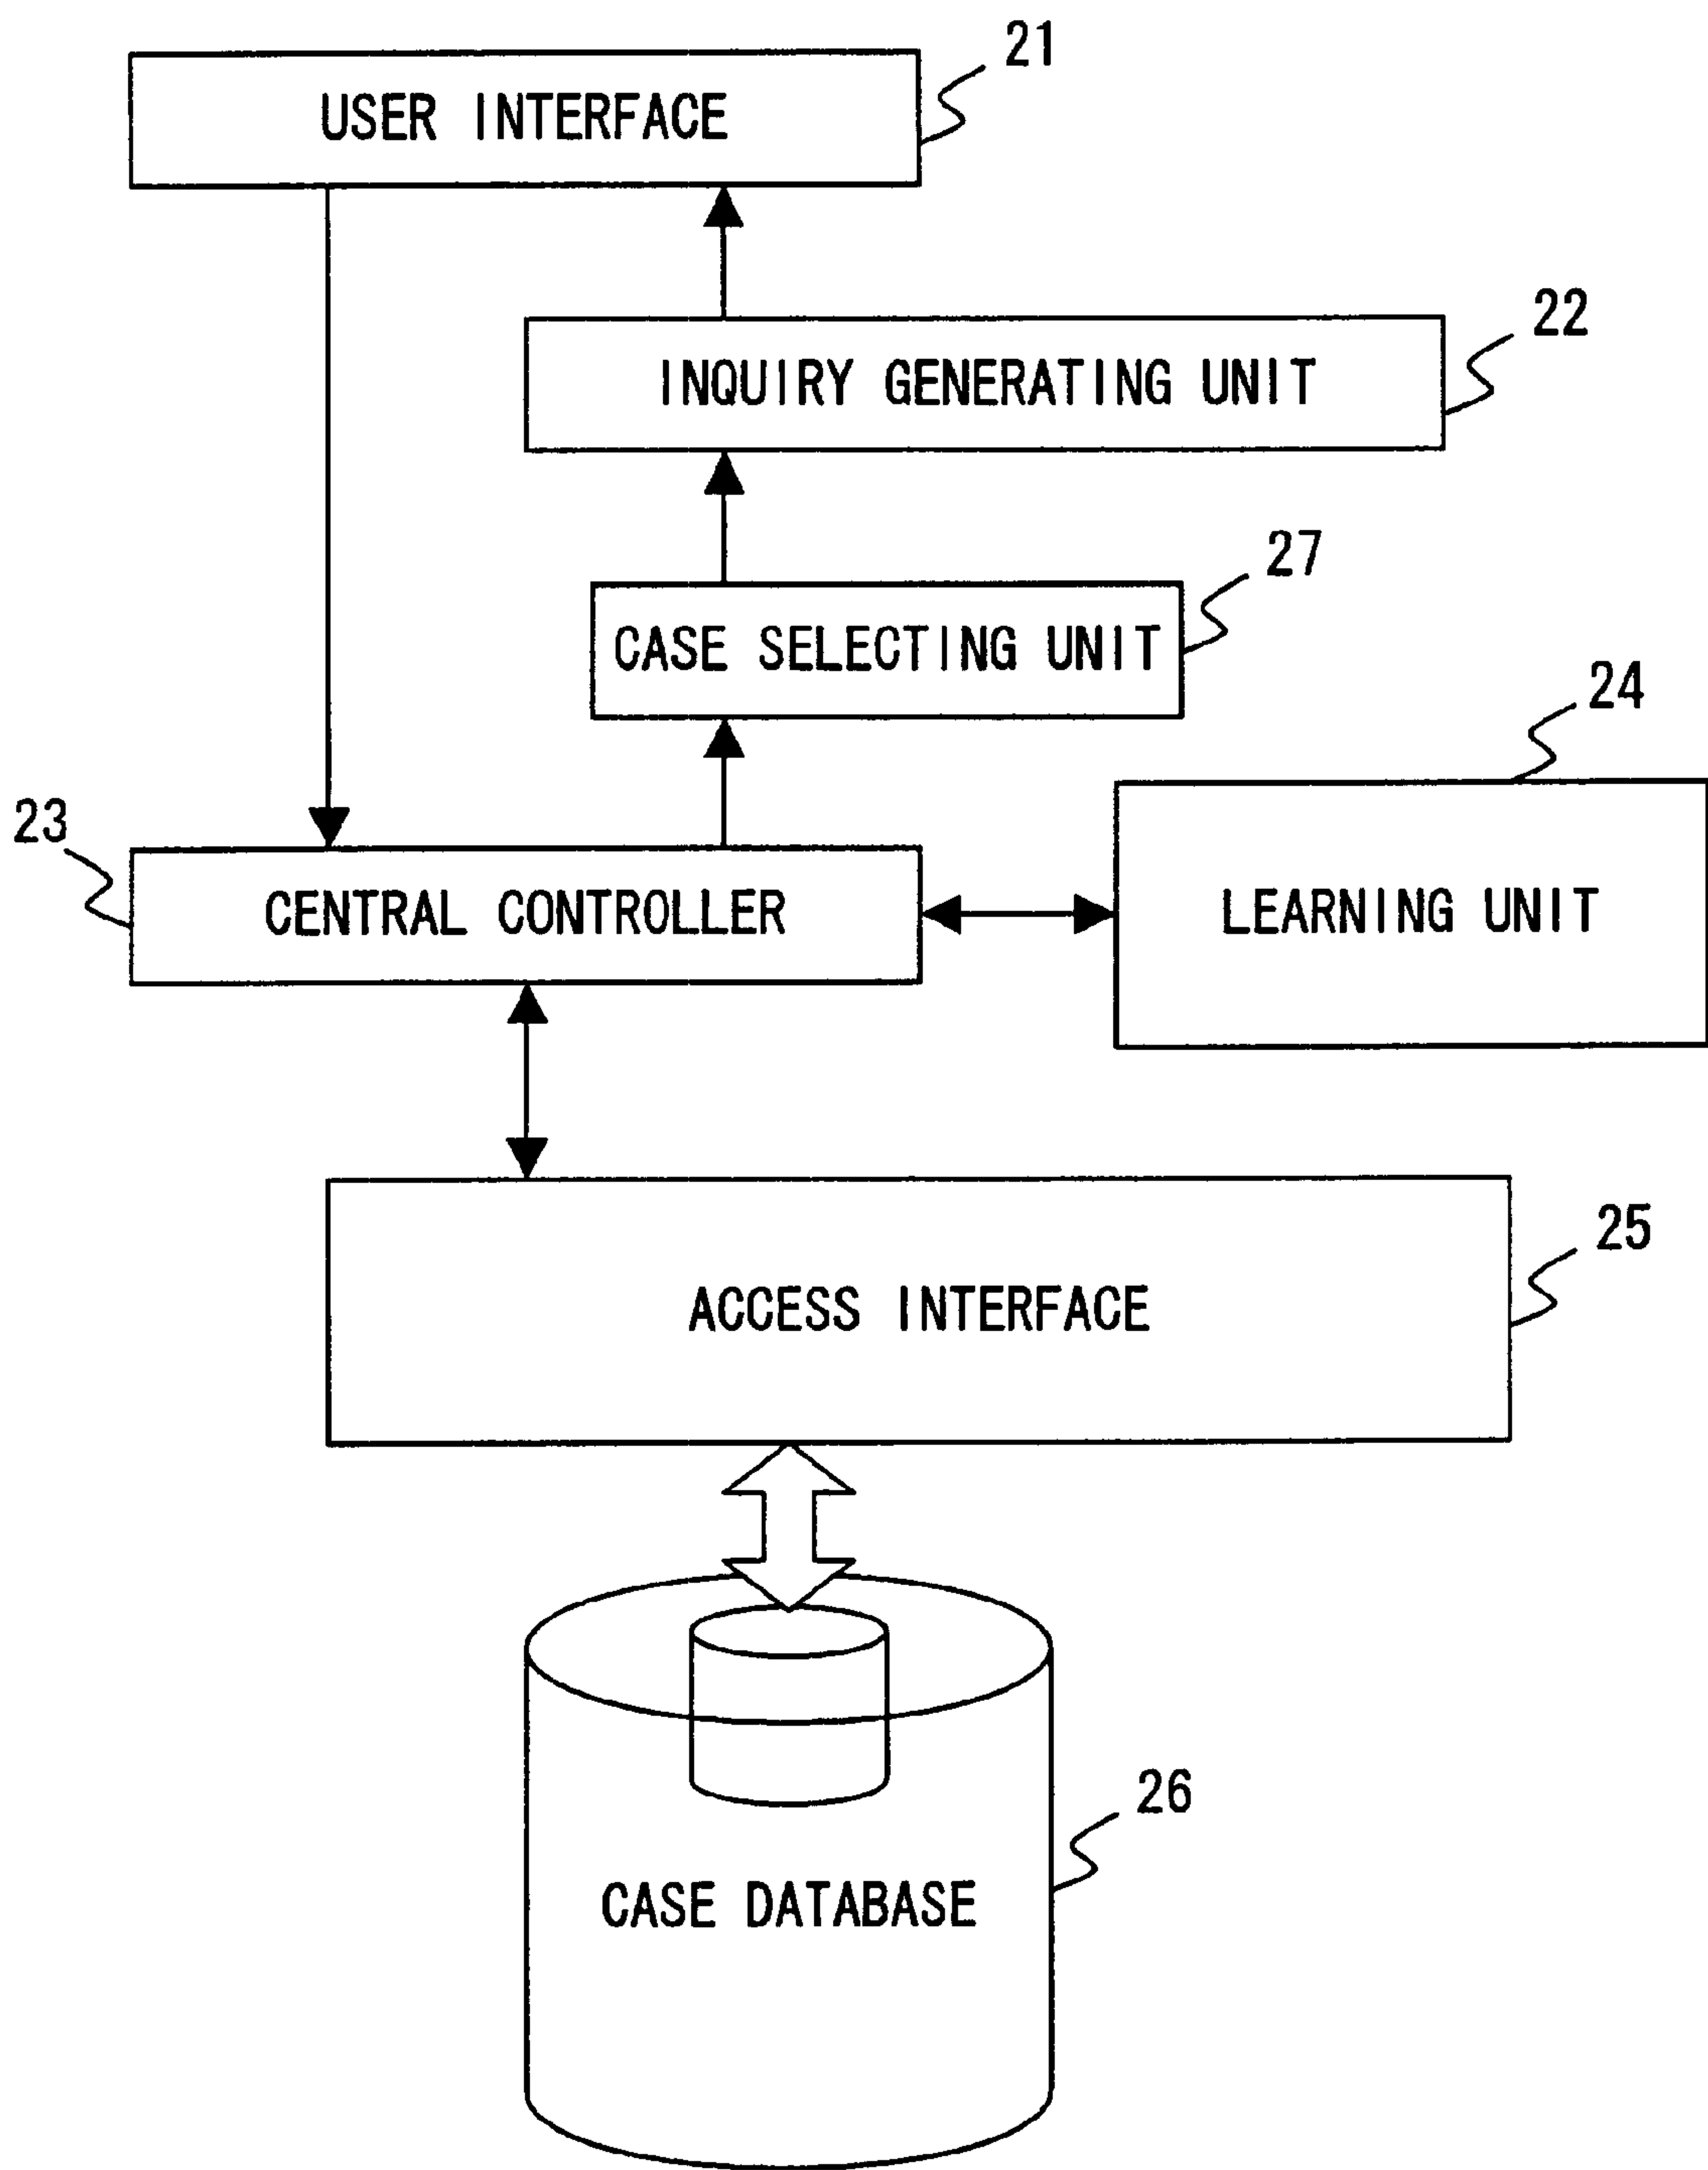 21
USER INTERFACE
22
INQUIRY GENERATING UNIT
27
CASE SELECTING UNIT
24
23
CENTRAL CONTROLLER
LEARNING UNIT
25
ACCESS INTERFACE
26
CASE DATABASE